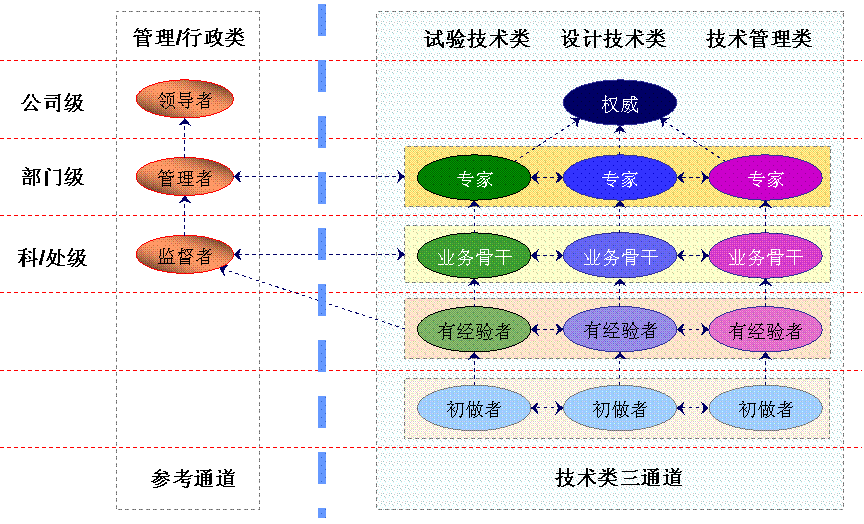 管理/行政类
试验技术类
设计技术类
技术管理类
公司级
领导者
权威
部门级
管理者
专家
专家
专家
科/处级
监督者
业务骨干
业务骨干
业务骨干
有经验者
有经验者
有经验者
初做者
初做者
初做者
参考通道
技术类三通道